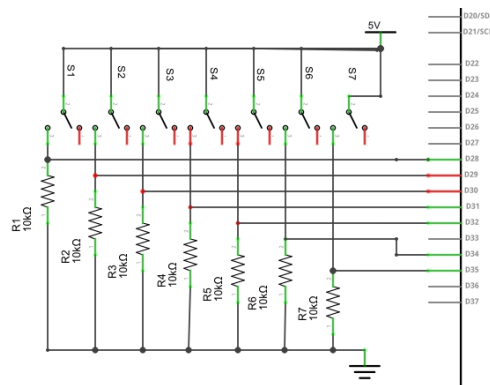 5V
S1
S2
S3
S4
S5
S6
S7
D20/SD
D21/SCL
D22
D23
D24
D25
D26
D27
D28
D29
D30
D31
D32
D33
D34
D35
D36
D37
R1
10kΩ
R2
10kΩ
R3
10kΩ
R4
10kΩ
R5
10kΩ
R6
10kΩ
R7
10kΩ